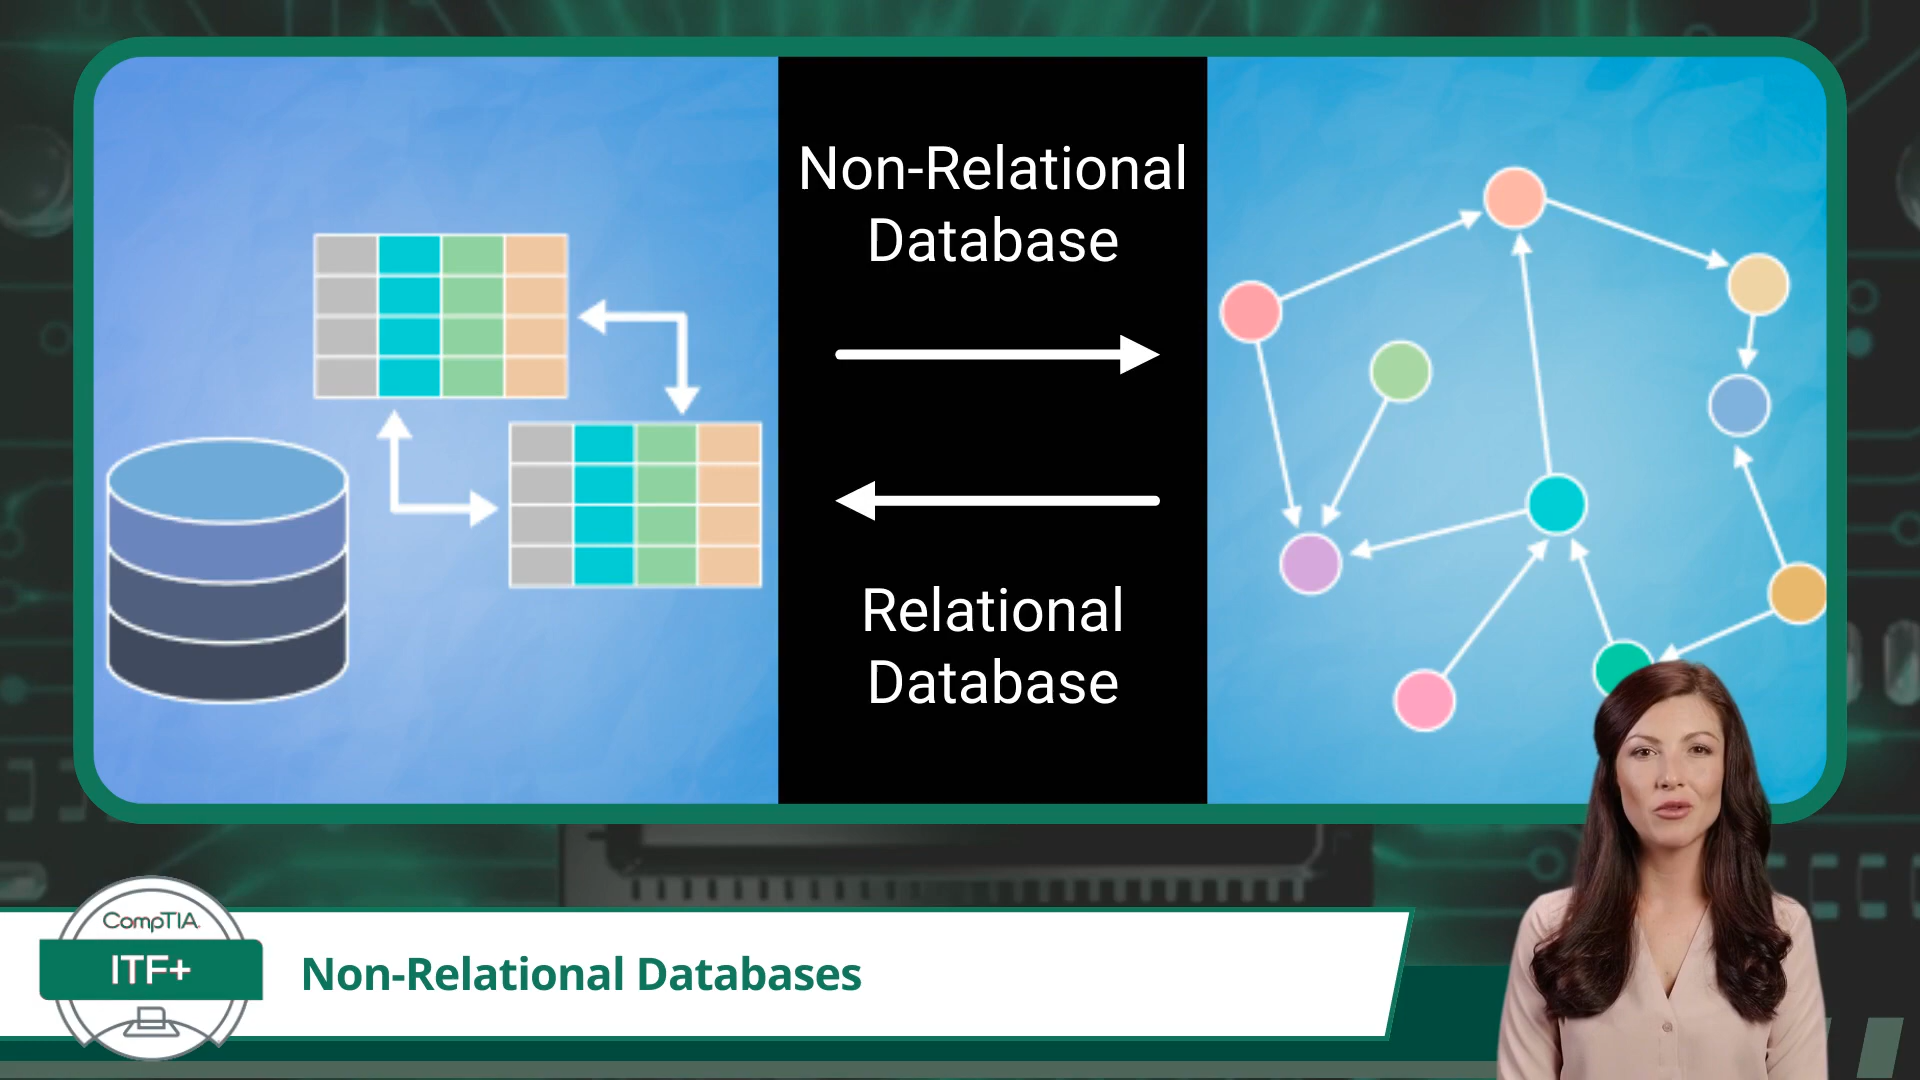 Non-Relational
Database
Relational
Database
CompTIA
ITF+
Non-Relational Databases